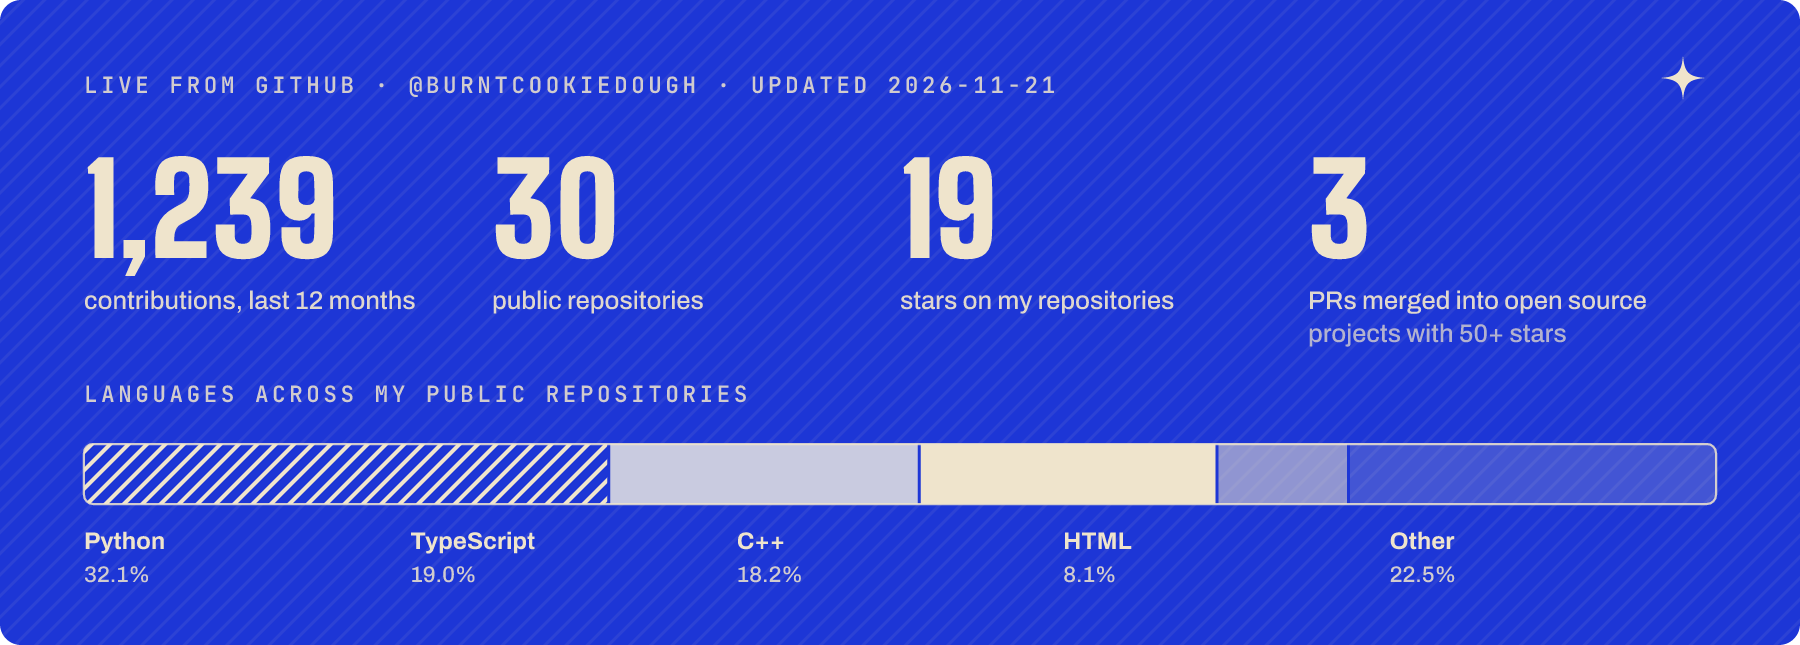 LIVE FROM GITHUB · @BURNTCOOKIEDOUGH · UPDATED 2026-11-21
1,239
contributions, last 12 months
30
public repositories
19
stars on my repositories
3
PRs merged into open source
projects with 50+ stars
LANGUAGES ACROSS MY PUBLIC REPOSITORIES
Python
32.1%
TypeScript
19.0%
C++
18.2%
HTML
8.1%
Other
22.5%